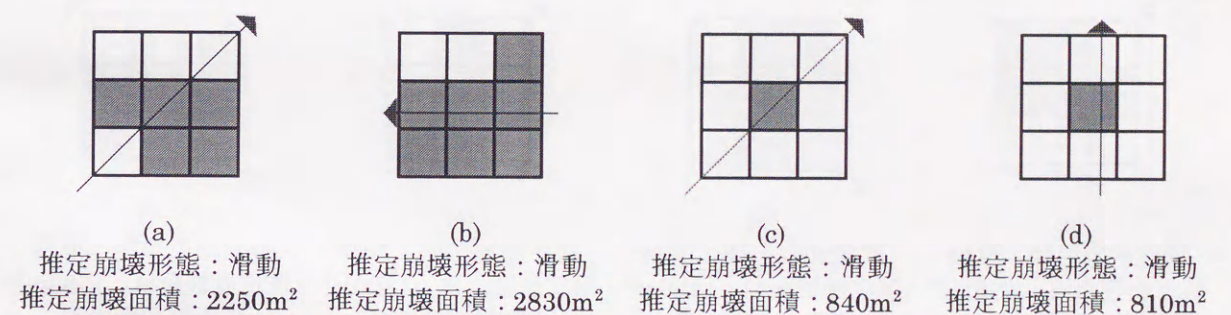 (a)
推定崩壊形態：滑動
推定崩壊面積：2250m²
(b)
推定崩壊形態：滑動
推定崩壊面積：2830m²
(c)
推定崩壊形態：滑動
推定崩壊面積：840m²
(d)
推定崩壊形態：滑動
推定崩壊面積：810m²